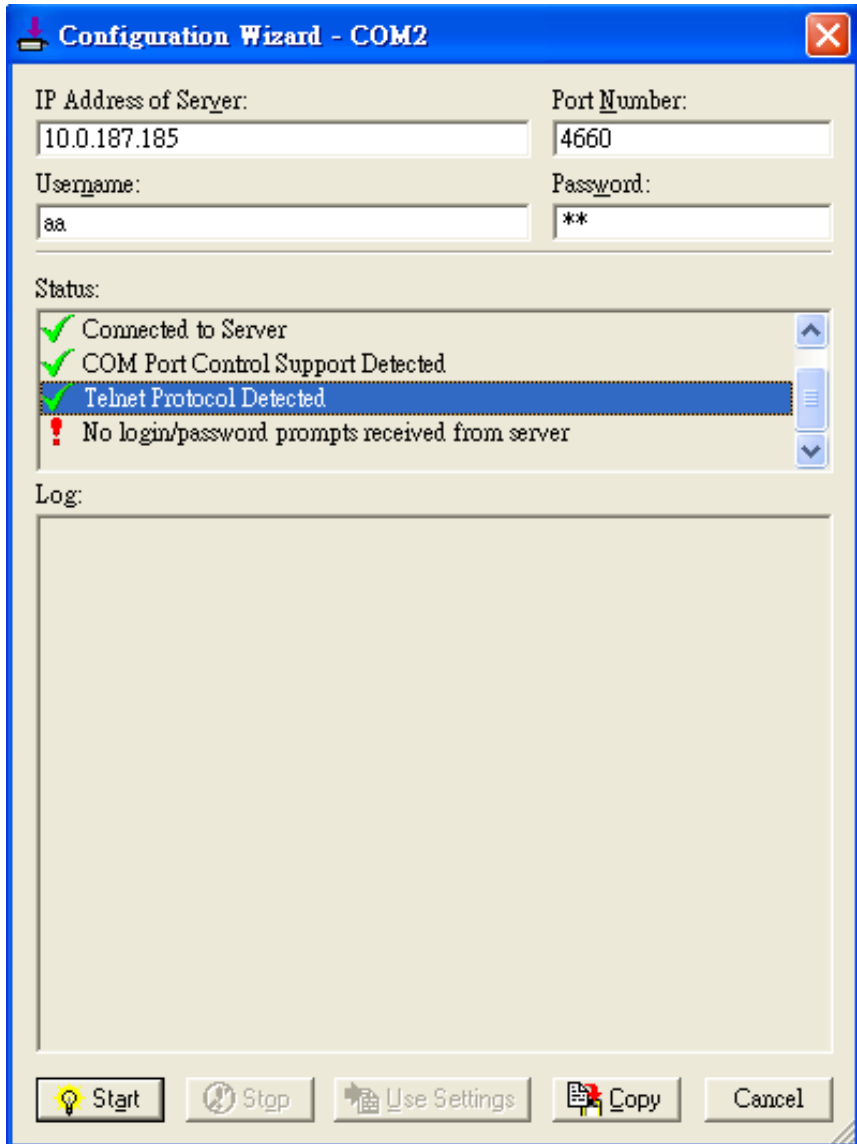 Configuration Wizard - COM2
IP Address of Server: Port Number:
10.0.187.185 4660
Username: Password:
aa **
Status:
Connected to Server
COM Port Control Support Detected
Telnet Protocol Detected
No login/password prompts received from server
Log:
Start Stop Use Settings Copy Cancel